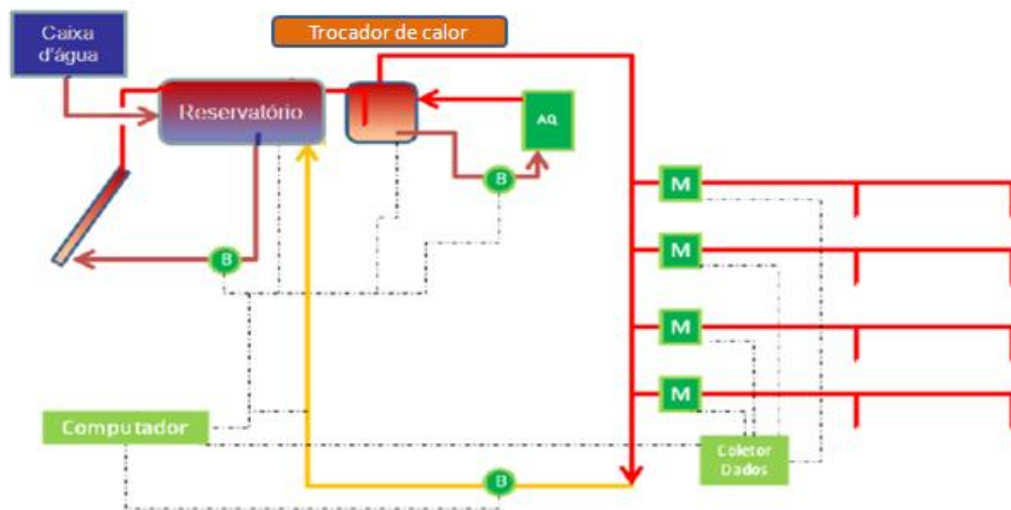 Caixa
d'água
Trocador de calor
Reservatório
AQ
B
B
M
M
M
M
Computador
Coletor
Dados
B